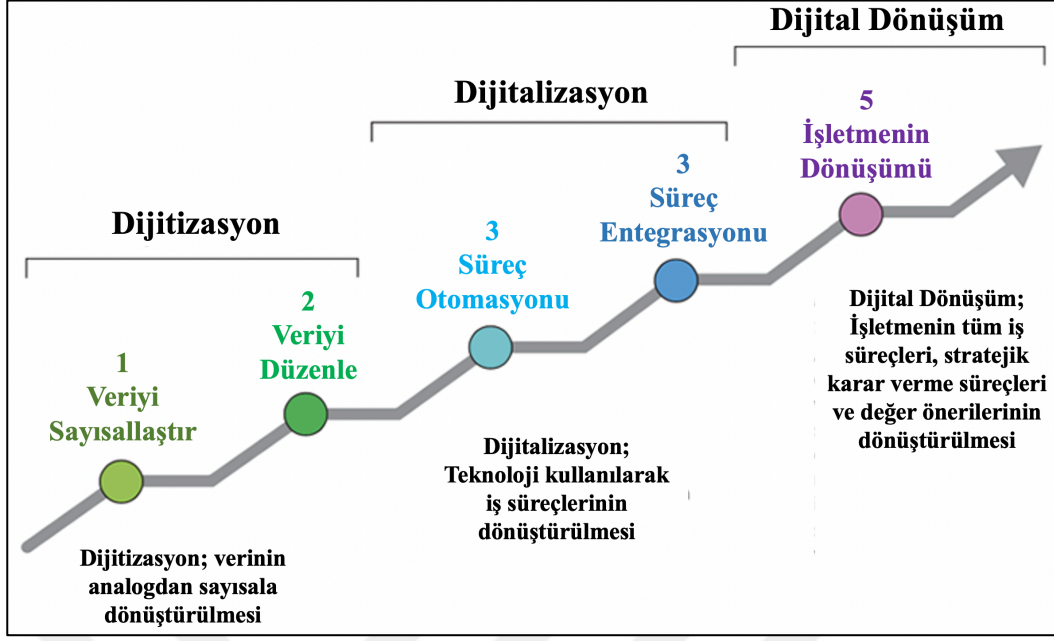 Dijital Dönüşüm
Dijitalizasyon
Dijitizasyon
1
Veriyi
Sayısallaştır
2
Veriyi
Düzenle
3
Süreç
Otomasyonu
3
Süreç
Entegrasyonu
5
İşletmenin
Dönüşümü
Dijitizasyon; verinin
analogdan sayısala
dönüştürülmesi
Dijitalizasyon;
Teknoloji kullanılarak
iş süreçlerinin
dönüştürülmesi
Dijital Dönüşüm;
İşletmenin tüm iş
süreçleri, stratejik
karar verme süreçleri
ve değer önerilerinin
dönüştürülmesi